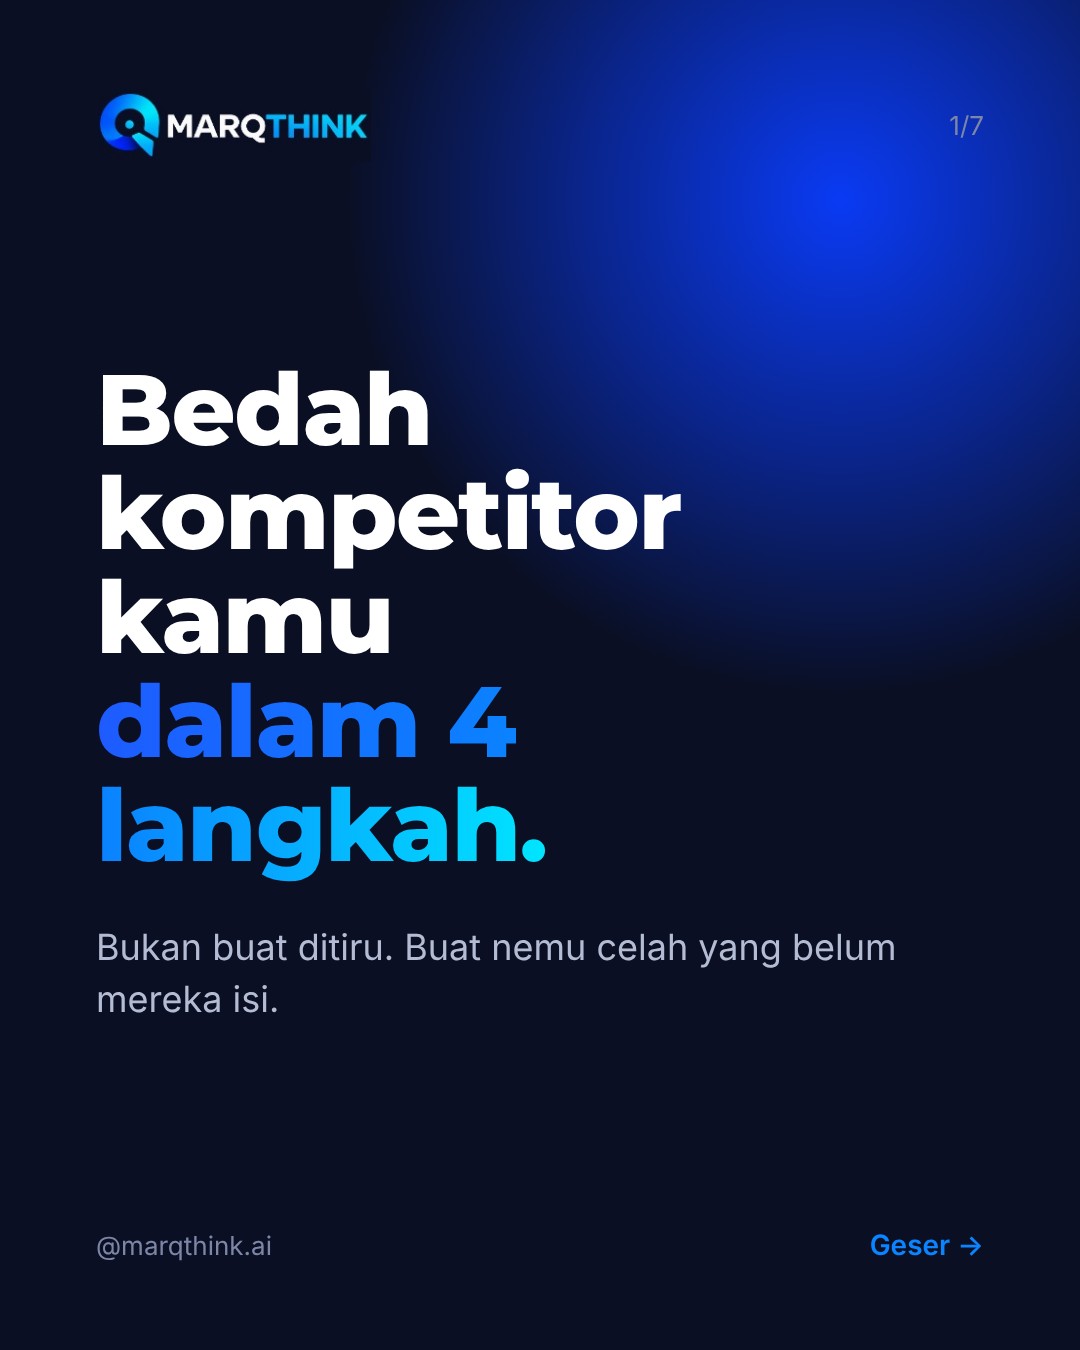 MARQTHINK
1/7
Bedah
kompetitor
kamu
dalam 4
langkah.
Bukan buat ditiru. Buat nemu celah yang belum
mereka isi.
@marqthink.ai
Geser →